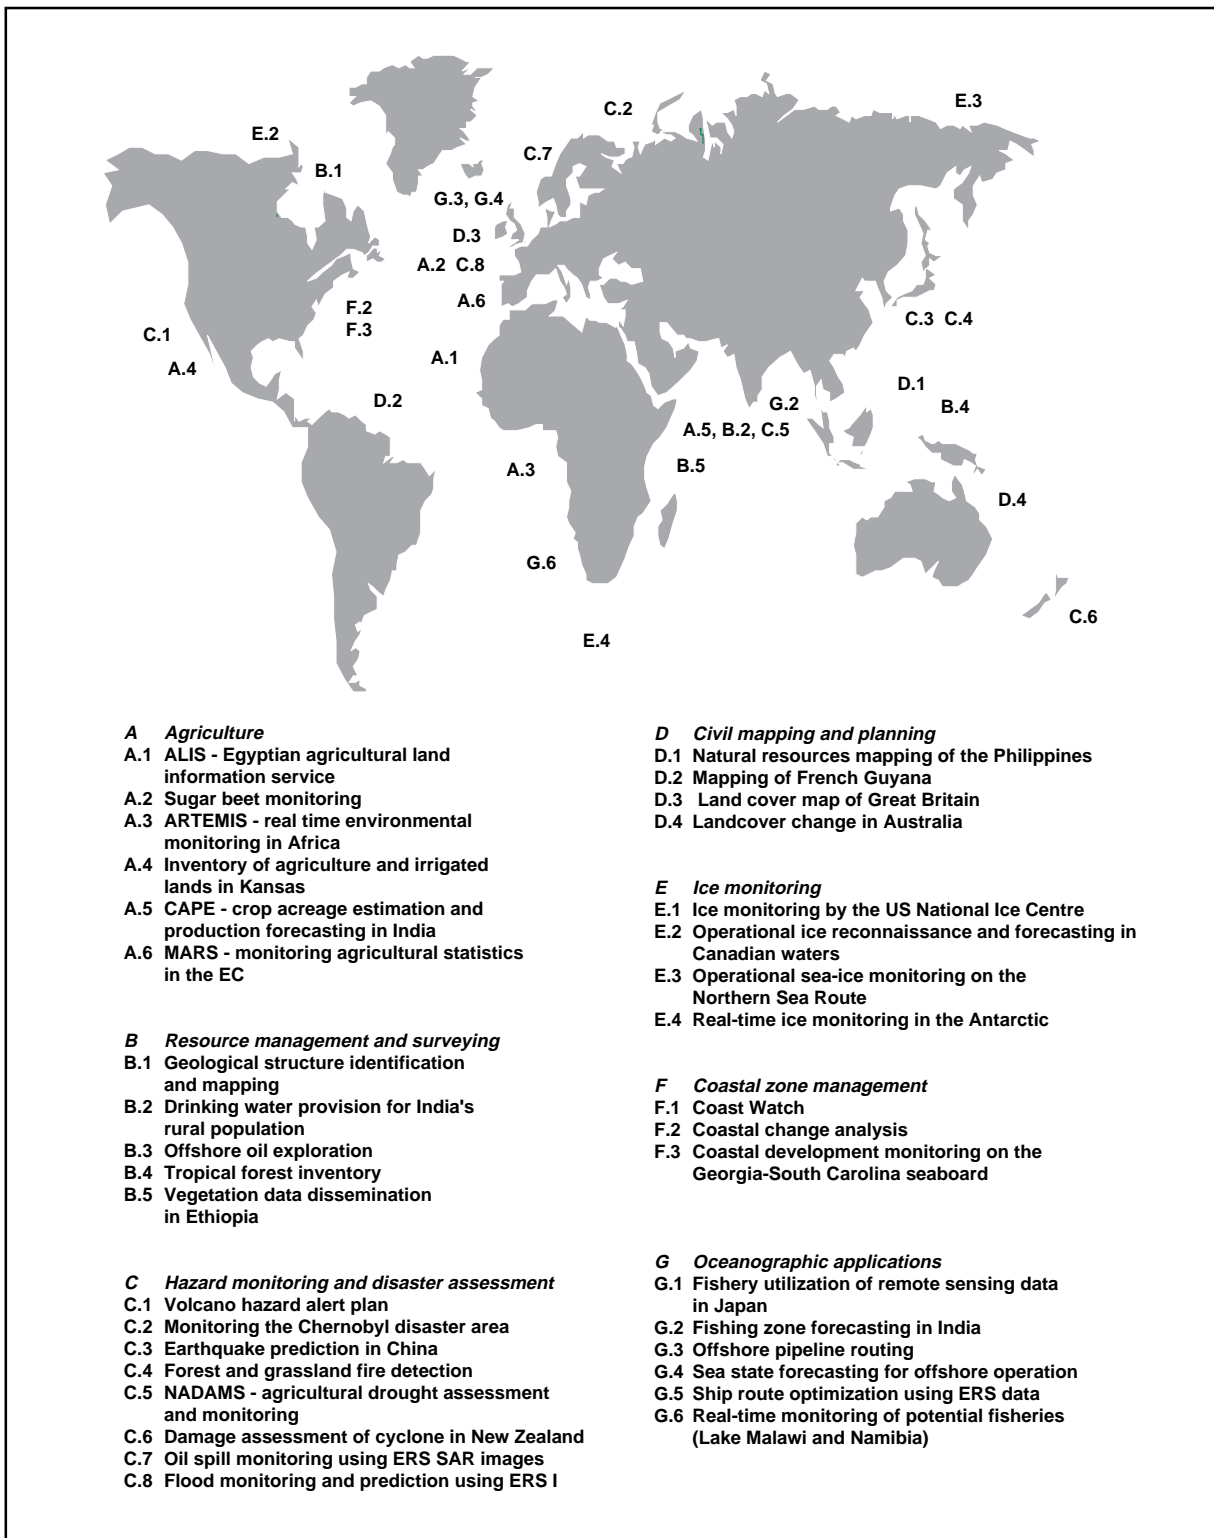 E.3
C.2
E.2
C.7
B.1
G.3, G.4
D.3
A.2 C.8
A.6
F.2
C.3 C.4
F.3
C.1
A.1
A.4
D.1
D.2
G.2
B.4
A.5, B.2, C.5
B.5
A.3
D.4
G.6
C.6
E.4
A Agriculture
A.1 ALIS - Egyptian agricultural land
information service
A.2 Sugar beet monitoring
A.3 ARTEMIS - real time environmental
monitoring in Africa
A.4 Inventory of agriculture and irrigated
lands in Kansas
A.5 CAPE - crop acreage estimation and
production forecasting in India
A.6 MARS - monitoring agricultural statistics
in the EC
B Resource management and surveying
B.1 Geological structure identification
and mapping
B.2 Drinking water provision for India's
rural population
B.3 Offshore oil exploration
B.4 Tropical forest inventory
B.5 Vegetation data dissemination
in Ethiopia
C Hazard monitoring and disaster assessment
C.1 Volcano hazard alert plan
C.2 Monitoring the Chernobyl disaster area
C.3 Earthquake prediction in China
C.4 Forest and grassland fire detection
C.5 NADAMS - agricultural drought assessment
and monitoring
C.6 Damage assessment of cyclone in New Zealand
C.7 Oil spill monitoring using ERS SAR images
C.8 Flood monitoring and prediction using ERS I
D Civil mapping and planning
D.1 Natural resources mapping of the Philippines
D.2 Mapping of French Guyana
D.3 Land cover map of Great Britain
D.4 Landcover change in Australia
E Ice monitoring
E.1 Ice monitoring by the US National Ice Centre
E.2 Operational ice reconnaissance and forecasting in
Canadian waters
E.3 Operational sea-ice monitoring on the
Northern Sea Route
E.4 Real-time ice monitoring in the Antarctic
F Coastal zone management
F.1 Coast Watch
F.2 Coastal change analysis
F.3 Coastal development monitoring on the
Georgia-South Carolina seaboard
G Oceanographic applications
G.1 Fishery utilization of remote sensing data
in Japan
G.2 Fishing zone forecasting in India
G.3 Offshore pipeline routing
G.4 Sea state forecasting for offshore operation
G.5 Ship route optimization using ERS data
G.6 Real-time monitoring of potential fisheries
(Lake Malawi and Namibia)